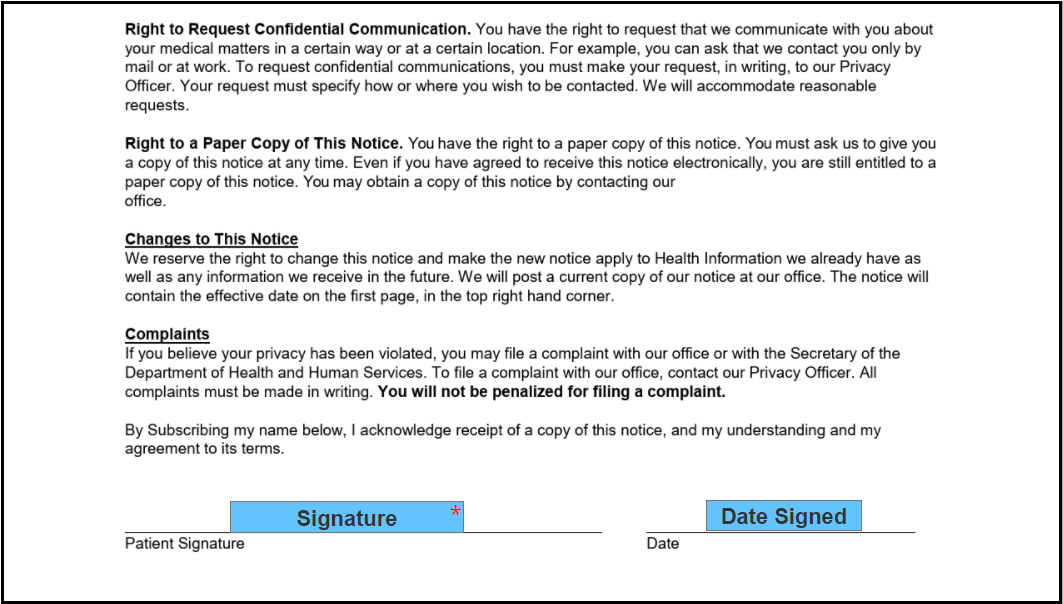 Right to Request Confidential Communication. You have the right to request that we communicate with you about
your medical matters in a certain way or at a certain location. For example, you can ask that we contact you only by
mail or at work. To request confidential communications, you must make your request, in writing, to our Privacy
Officer. Your request must specify how or where you wish to be contacted. We will accommodate reasonable
requests.
Right to a Paper Copy of This Notice. You have the right to a paper copy of this notice. You must ask us to give you
a copy of this notice at any time. Even if you have agreed to receive this notice electronically, you are still entitled to a
paper copy of this notice. You may obtain a copy of this notice by contacting our
office.
Changes to This Notice
We reserve the right to change this notice and make the new notice apply to Health Information we already have as
well as any information we receive in the future. We will post a current copy of our notice at our office. The notice will
contain the effective date on the first page, in the top right hand corner.
Complaints
If you believe your privacy has been violated, you may file a complaint with our office or with the Secretary of the
Department of Health and Human Services. To file a complaint with our office, contact our Privacy Officer. All
complaints must be made in writing. You will not be penalized for filing a complaint.
By Subscribing my name below, I acknowledge receipt of a copy of this notice, and my understanding and my
agreement to its terms.
Signature * Date Signed
Patient Signature Date